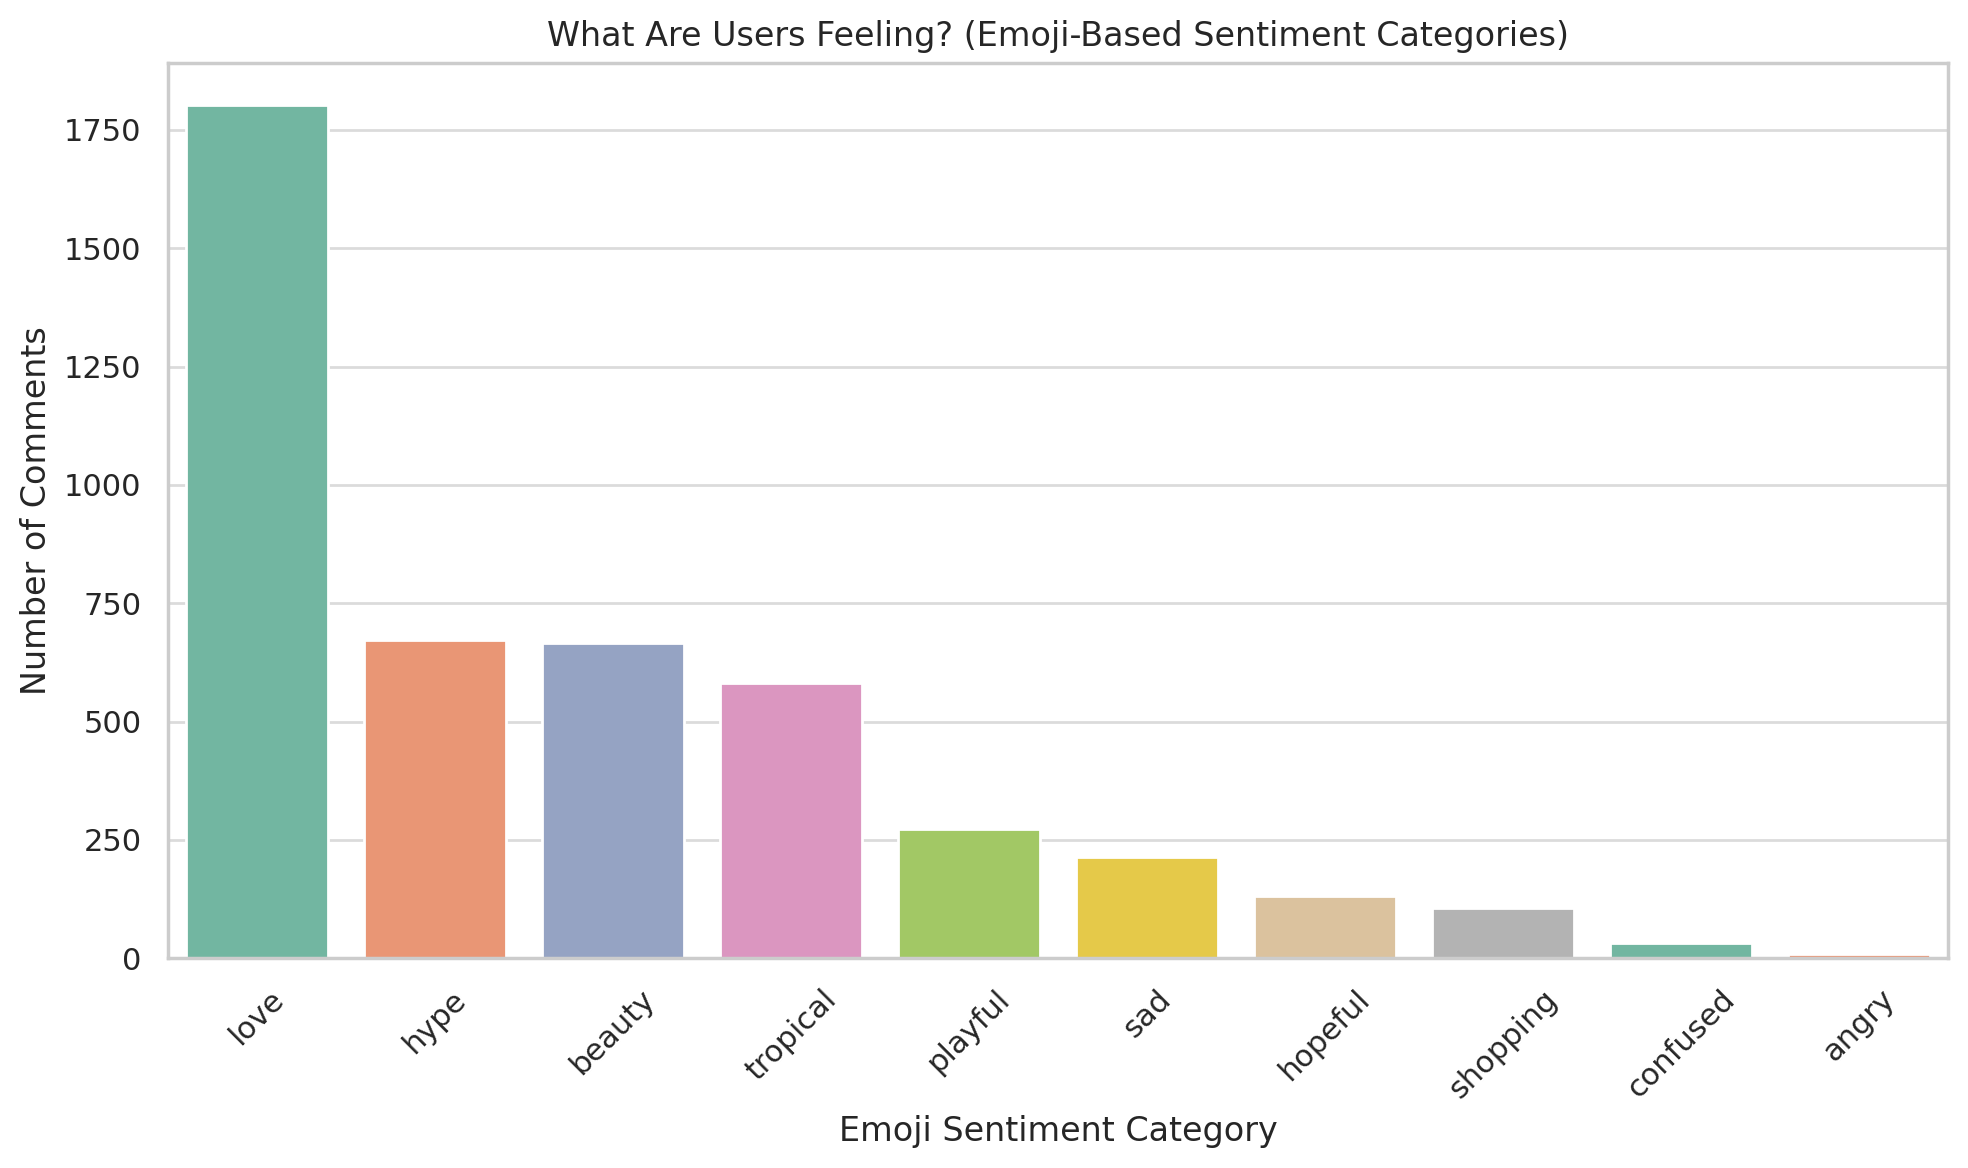 What Are Users Feeling? (Emoji-Based Sentiment Categories)
Number of Comments
1750
1500
1250
1000
750
500
250
0
love
hype
beauty
tropical
playful
sad
hopeful
shopping
confused
angry
Emoji Sentiment Category